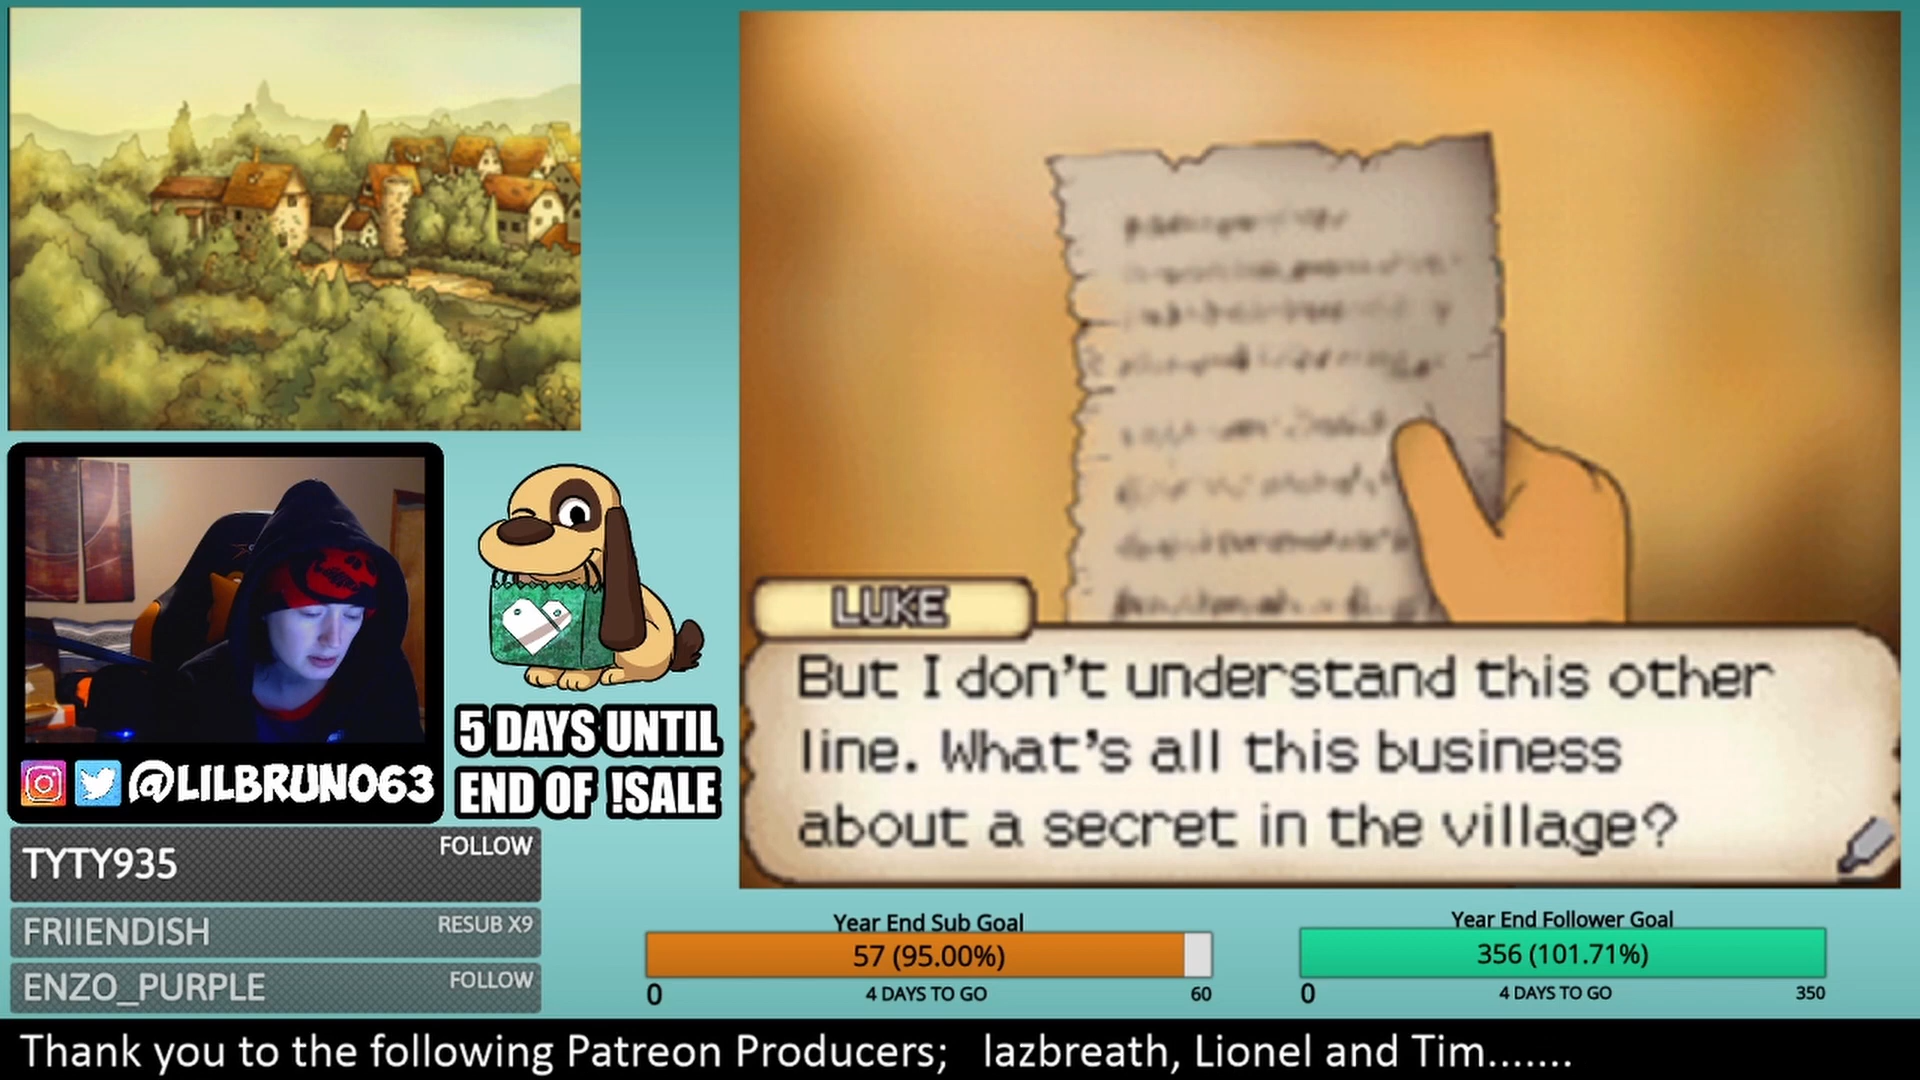 LUKE
But I don't understand this other
line. What's all this business
about a secret in the village?
@LILBRUNO63
5 DAYS UNTIL
END OF !SALE
TYTY935 FOLLOW
FRIIENDISH RESUB X9
ENZO_PURPLE FOLLOW
Year End Sub Goal
57 (95.00%)
0 4 DAYS TO GO 60
Year End Follower Goal
356 (101.71%)
0 4 DAYS TO GO 350
Thank you to the following Patreon Producers; lazbreath, Lionel and Tim.......